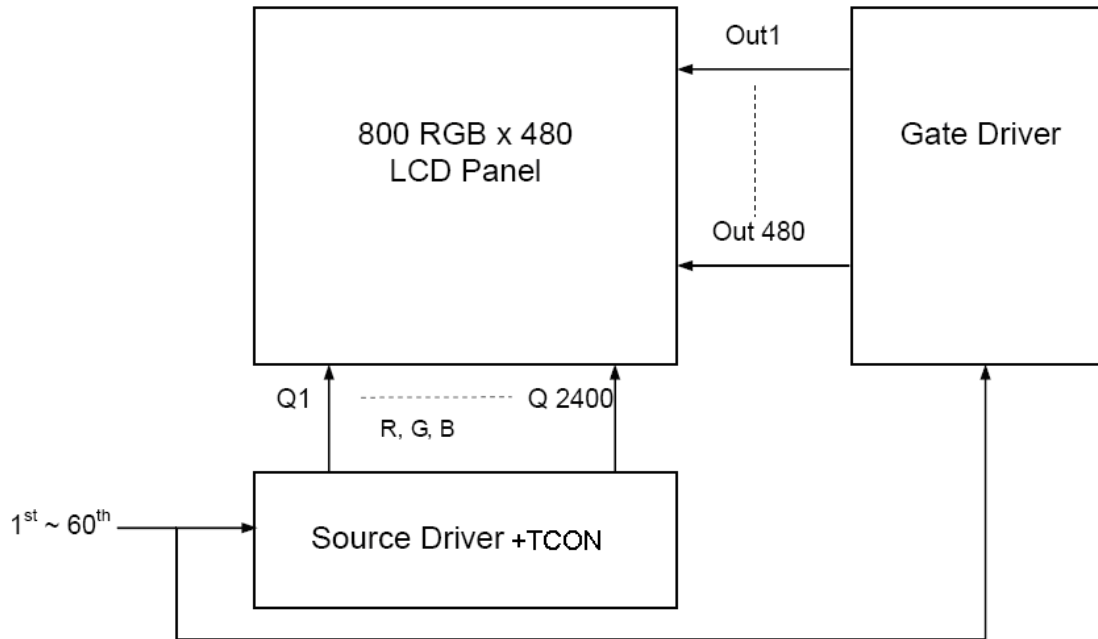 Out1
800 RGB x 480
LCD Panel
Gate Driver
Out 480
Q1
Q 2400
R, G, B
1st ~ 60th
Source Driver +TCON